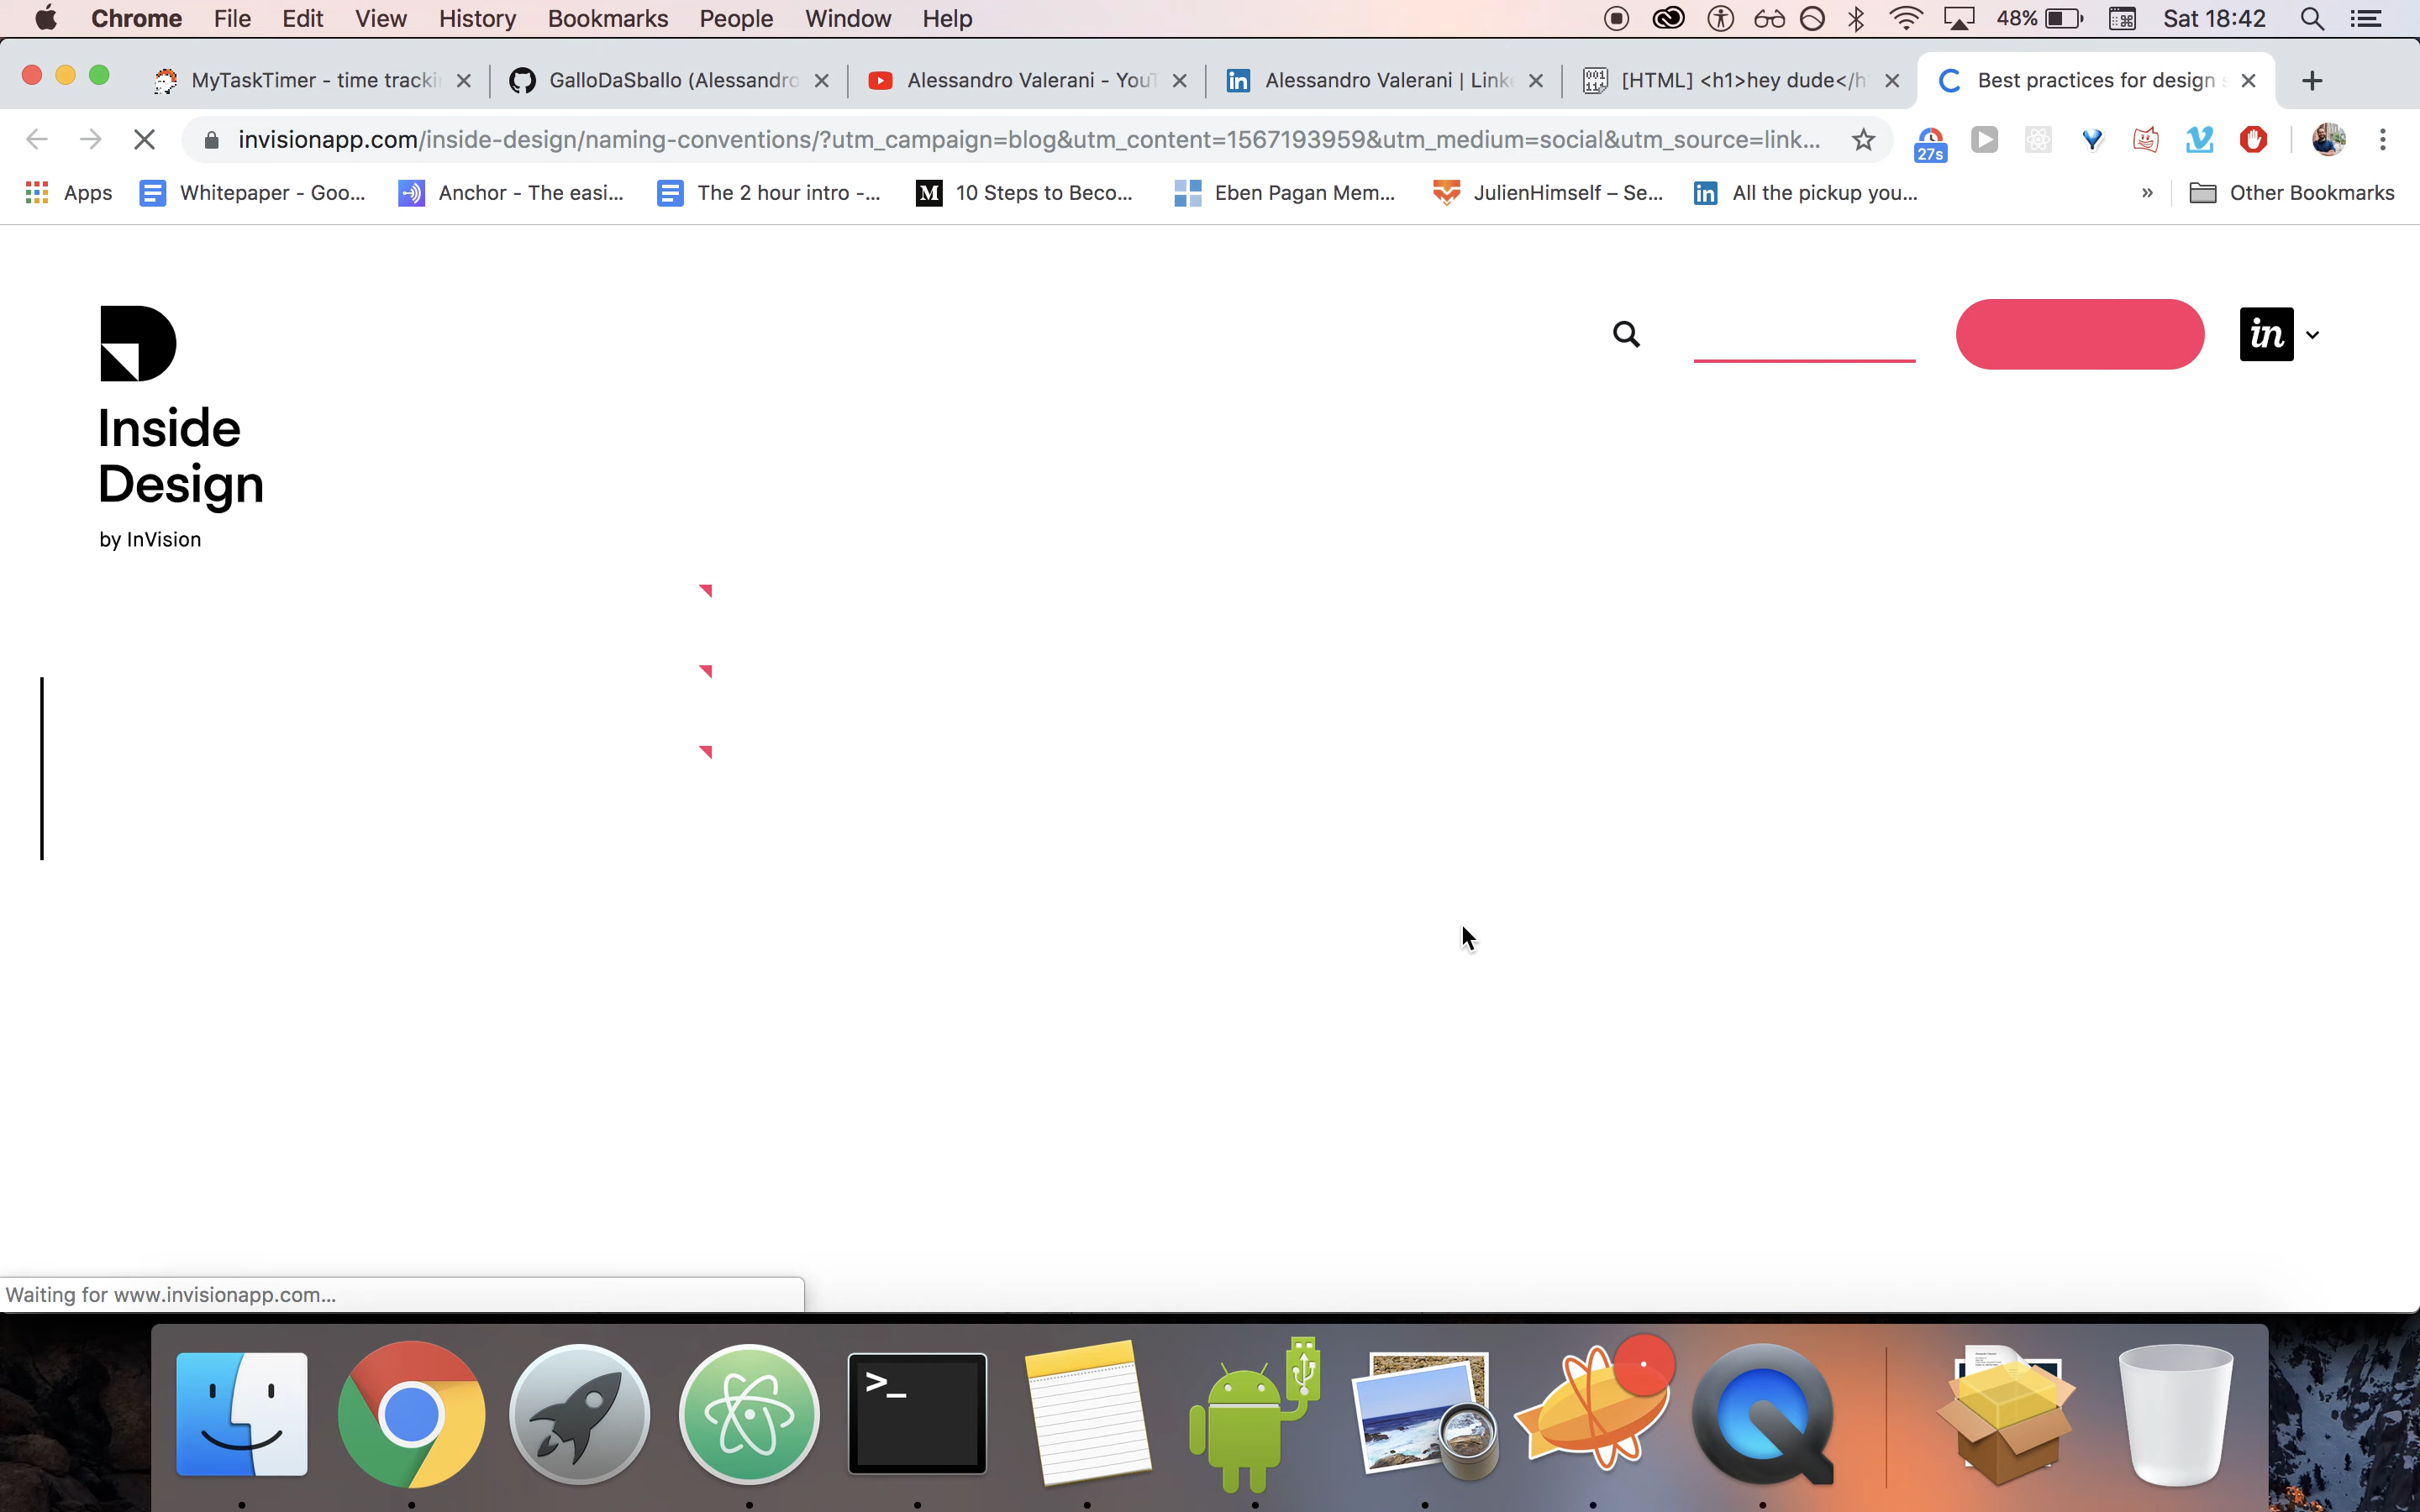 Chrome File Edit View History Bookmarks People Window Help 48% Sat 18:42
MyTaskTimer - time tracki GalloDaSballo (Alessandro Alessandro Valerani - YouT Alessandro Valerani | Linke [HTML] <h1>hey dude</h Best practices for design s
invisionapp.com/inside-design/naming-conventions/?utm_campaign=blog&utm_content=1567193959&utm_medium=social&utm_source=link... 27s
Apps Whitepaper - Goo... Anchor - The easi... The 2 hour intro -... M 10 Steps to Beco... Eben Pagan Mem... JulienHimself – Se... in All the pickup you... » Other Bookmarks
in
Inside
Design
by InVision
Waiting for www.invisionapp.com...
>_